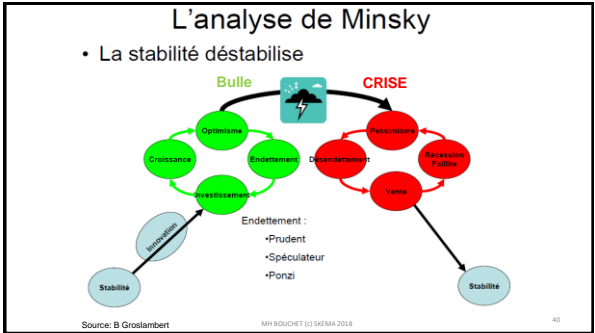 L'analyse de Minsky
• La stabilité déstabilise
Bulle
CRISE
Optimisme
Croissance
Endettement
Investissement
Pessimisme
Désandettement
Récession
Faillite
Vente
Innovation
Stabilité
Endettement :
•Prudent
•Spéculateur
•Ponzi
Stabilité
Source: B Groslambert
MH BOUCHET (c) SKEMA 2018
40